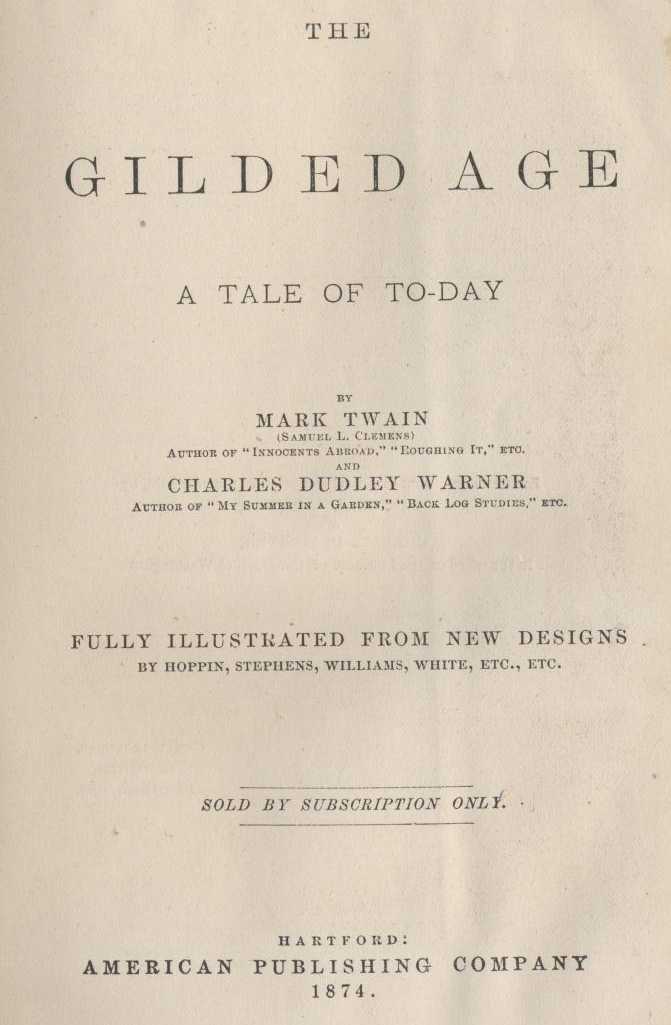 THE
GILDED AGE
A TALE OF TO-DAY
BY
MARK TWAIN
(SAMUEL L. CLEMENS)
AUTHOR OF "INNOCENTS ABROAD," "ROUGHING IT," ETC.
AND
CHARLES DUDLEY WARNER
AUTHOR OF "MY SUMMER IN A GARDEN," "BACK LOG STUDIES," ETC.
FULLY ILLUSTRATED FROM NEW DESIGNS
BY HOPPIN, STEPHENS, WILLIAMS, WHITE, ETC., ETC.
SOLD BY SUBSCRIPTION ONLY.
HARTFORD:
AMERICAN PUBLISHING COMPANY
1874.